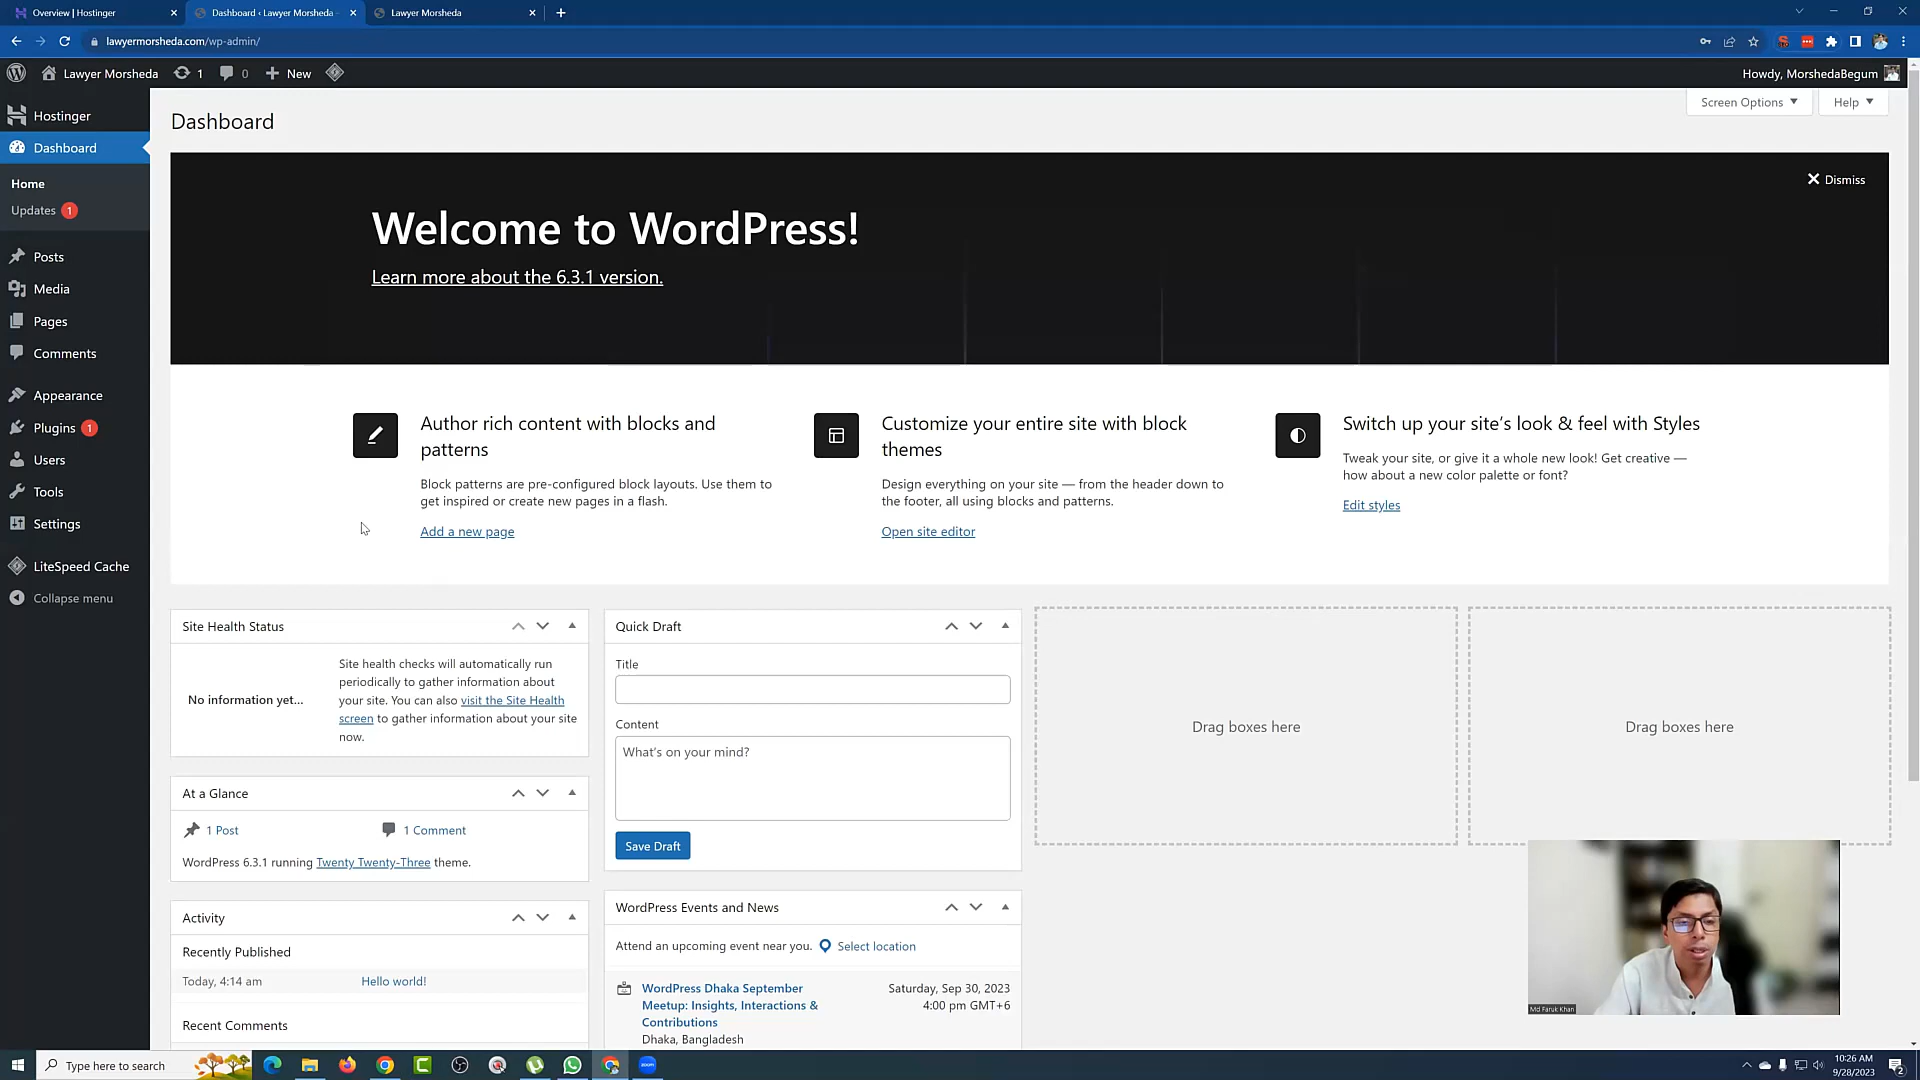 Overview | Hostinger
Dashboard ‹ Lawyer Morsheda -
Lawyer Morsheda
lawyermorsheda.com/wp-admin/
Lawyer Morsheda
1
0
New
Howdy, MorshedaBegum
Hostinger
Dashboard
Home
Updates 1
Posts
Media
Pages
Comments
Appearance
Plugins 1
Users
Tools
Settings
LiteSpeed Cache
Collapse menu
Screen Options
Help
Dashboard
Dismiss
Welcome to WordPress!
Learn more about the 6.3.1 version.
Author rich content with blocks and
patterns
Block patterns are pre-configured block layouts. Use them to
get inspired or create new pages in a flash.
Add a new page
Customize your entire site with block
themes
Design everything on your site — from the header down to
the footer, all using blocks and patterns.
Open site editor
Switch up your site's look & feel with Styles
Tweak your site, or give it a whole new look! Get creative —
how about a new color palette or font?
Edit styles
Site Health Status
No information yet...
Site health checks will automatically run
periodically to gather information about
your site. You can also visit the Site Health
screen to gather information about your site
now.
At a Glance
1 Post
1 Comment
WordPress 6.3.1 running Twenty Twenty-Three theme.
Activity
Recently Published
Today, 4:14 am
Hello world!
Recent Comments
Quick Draft
Title
Content
What's on your mind?
Save Draft
WordPress Events and News
Attend an upcoming event near you. Select location
WordPress Dhaka September
Meetup: Insights, Interactions &
Contributions
Dhaka, Bangladesh
Saturday, Sep 30, 2023
4:00 pm GMT+6
Drag boxes here
Drag boxes here
Md Faruk Khan
Type here to search
zoom
10:26 AM
9/28/2023
2